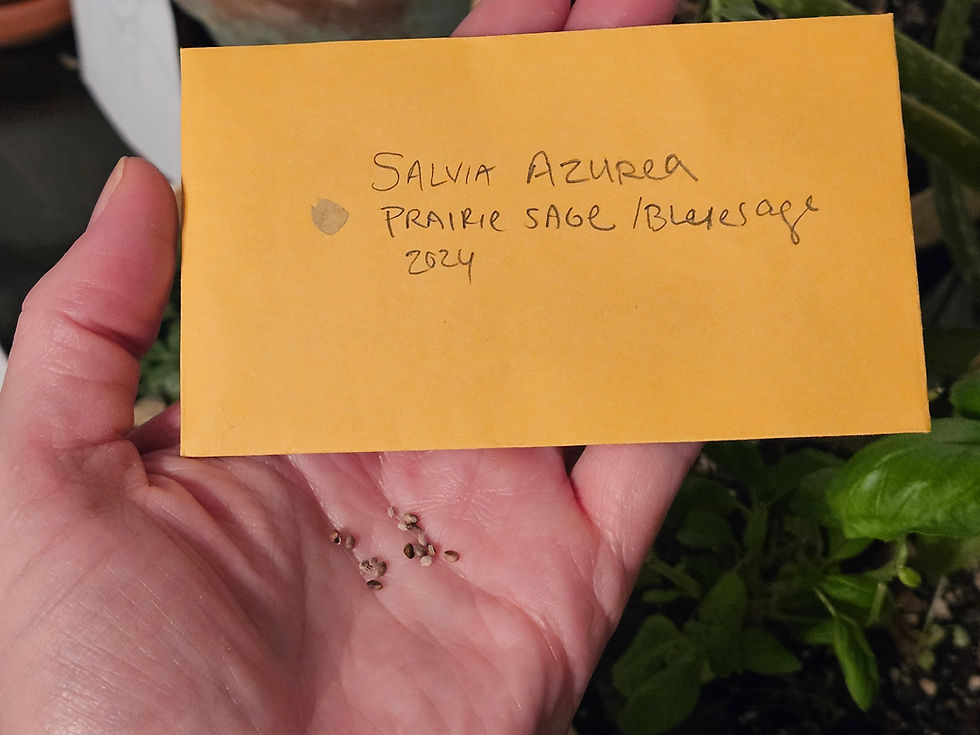 SALVIA AZUREA
PRAIRIE SAGE / BLUESAGE
2024